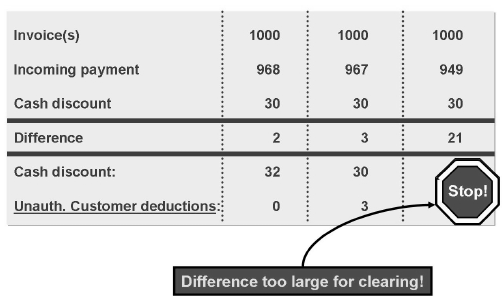 Invoice(s) 1000 1000 1000
Incoming payment 968 967 949
Cash discount 30 30 30
Difference 2 3 21
Cash discount: 32 30
Stop!
Unauth. Customer deductions: 0 3
Difference too large for clearing!